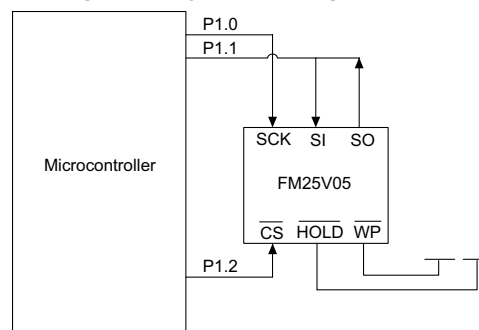 P1.0
P1.1
SCK SI SO
Microcontroller
FM25V05
CS HOLD WP
P1.2